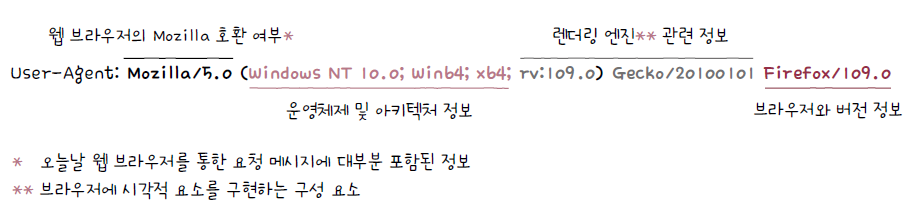 웹 브라우저의 Mozilla 호환 여부* 렌더링 엔진** 관련 정보
User-Agent: Mozilla/5.0 (Windows NT 10.0; Win64; x64; rv:109.0) Gecko/20100101 Firefox/109.0
운영체제 및 아키텍처 정보 브라우저와 버전 정보
* 오늘날 웹 브라우저를 통한 요청 메시지에 대부분 포함된 정보
** 브라우저에 시각적 요소를 구현하는 구성 요소